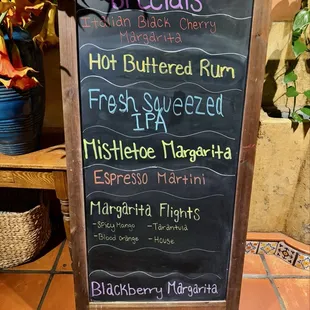 Specials
Italian Black Cherry
Margarita
Hot Buttered Rum
Fresh Squeezed
IPA
Mistletoe Margarita
Espresso Martini
Margarita Flights
- Spicy Mango - Tarantula
- Blood orange - House
Blackberry Margarita